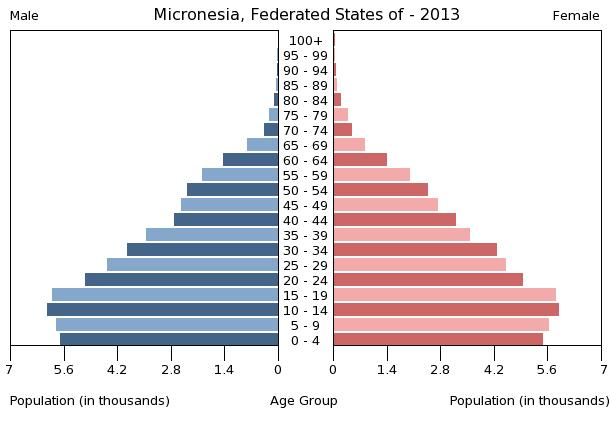 Male Micronesia, Federated States of - 2013 Female
100+
95 - 99
90 - 94
85 - 89
80 - 84
75 - 79
70 - 74
65 - 69
60 - 64
55 - 59
50 - 54
45 - 49
40 - 44
35 - 39
30 - 34
25 - 29
20 - 24
15 - 19
10 - 14
5 - 9
0 - 4
7 5.6 4.2 2.8 1.4 0 0 1.4 2.8 4.2 5.6 7
Population (in thousands) Age Group Population (in thousands)